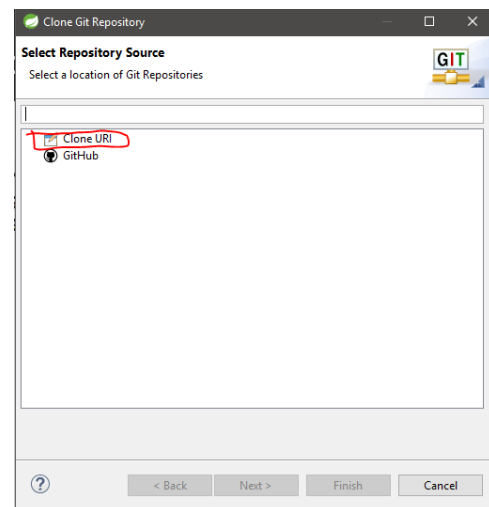 Clone Git Repository
Select Repository Source
Select a location of Git Repositories
GIT
Clone URI
GitHub
?
< Back
Next >
Finish
Cancel